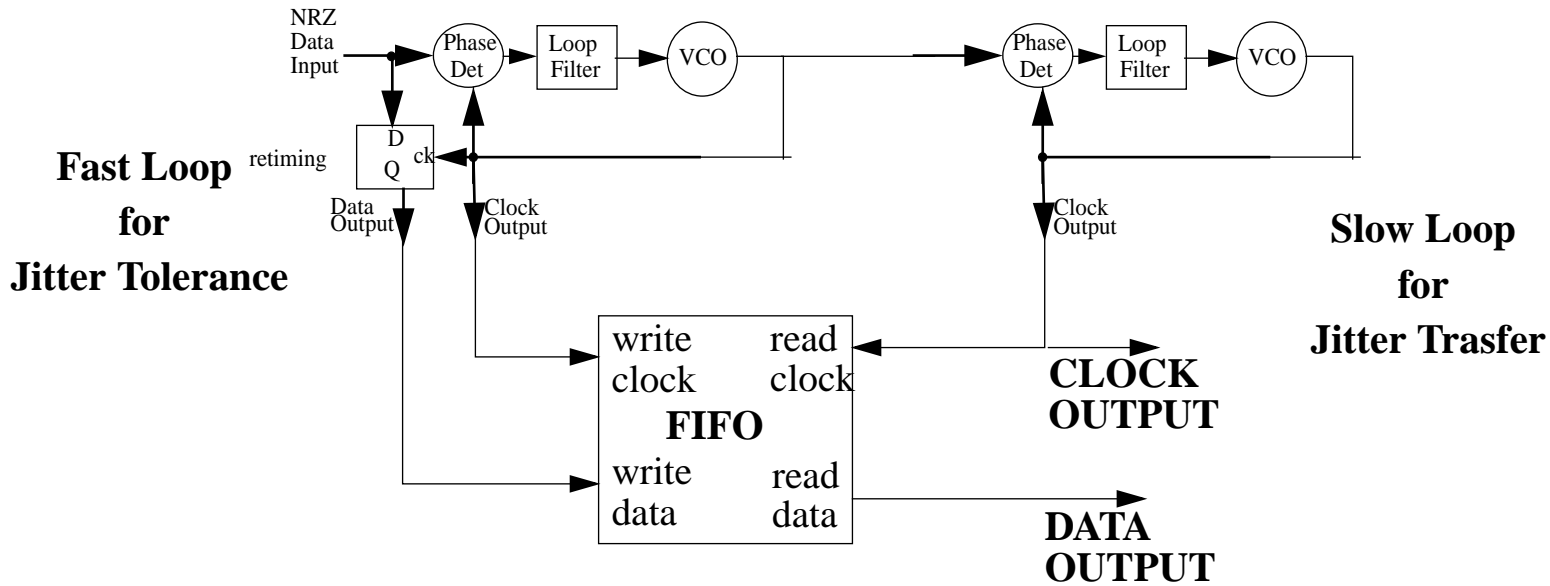 NRZ
Data
Input
Phase
Det
Loop
Filter
VCO
Phase
Det
Loop
Filter
VCO
D
Q
ck
retiming
Fast Loop
for
Jitter Tolerance
Data
Output
Clock
Output
Clock
Output
Slow Loop
for
Jitter Trasfer
write
clock
read
clock
FIFO
write
data
read
data
CLOCK
OUTPUT
DATA
OUTPUT